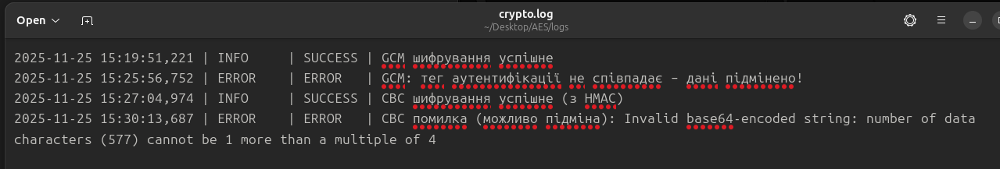 Open
crypto.log
~/Desktop/AES/logs
2025-11-25 15:19:51,221 | INFO     | SUCCESS | GCM шифрування успішне
2025-11-25 15:25:56,752 | ERROR    | ERROR   | GCM: тег аутентифікації не співпадає – дані підмінено!
2025-11-25 15:27:04,974 | INFO     | SUCCESS | CBC шифрування успішне (з HMAC)
2025-11-25 15:30:13,687 | ERROR    | ERROR   | CBC помилка (можливо підміна): Invalid base64-encoded string: number of data
characters (577) cannot be 1 more than a multiple of 4